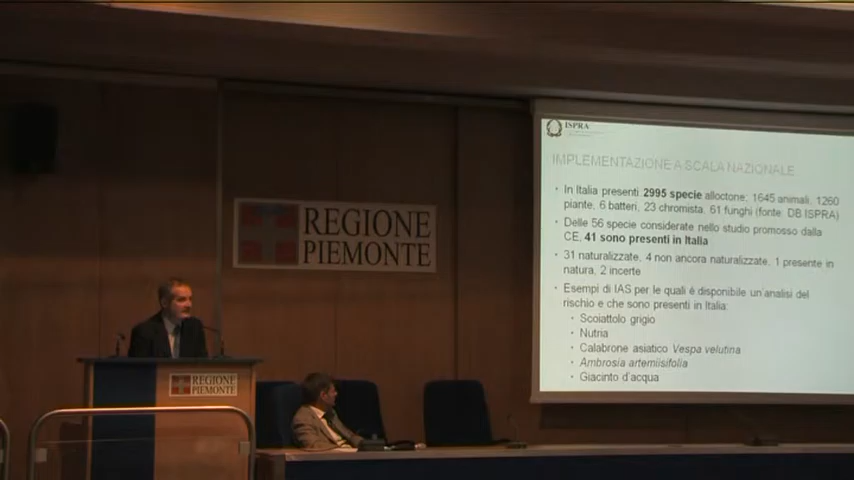 ISPRA
IMPLEMENTAZIONE A SCALA NAZIONALE
• In Italia presenti 2995 specie alloctone; 1645 animali, 1260
piante, 6 batteri, 23 chromista, 61 funghi (fonte DB ISPRA)
• Delle 56 specie considerate nello studio promosso dalla
CE, 41 sono presenti in Italia
• 31 naturalizzate, 4 non ancora naturalizzate, 1 presente in
natura, 2 incerte
• Esempi di IAS per le quali è disponibile un'analisi del
rischio e che sono presenti in Italia:
• Scoiattolo grigio
• Nutria
• Calabrone asiatico Vespa velutina
• Ambrosia artemiisifolia
• Giacinto d'acqua
REGIONE
PIEMONTE
REGIONE
PIEMONTE